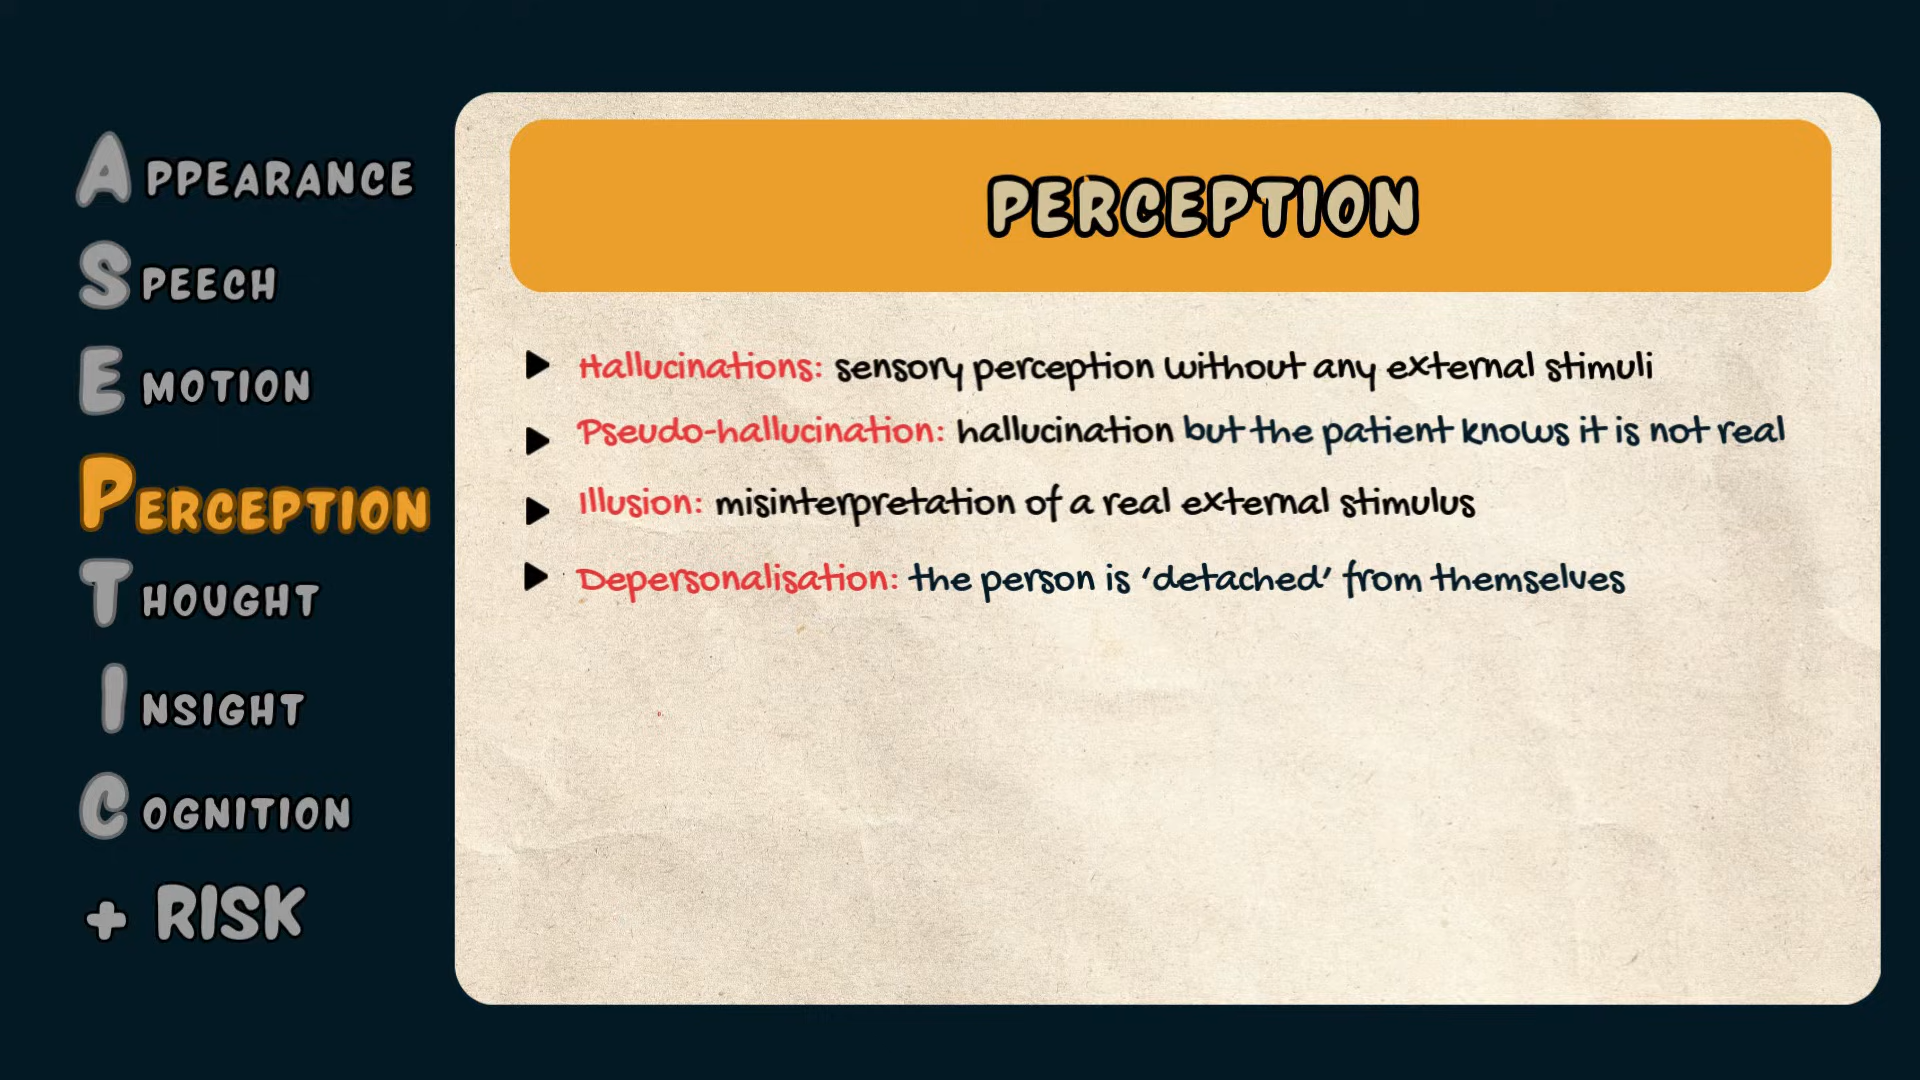 APPEARANCE
SPEECH
EMOTION
PERCEPTION
THOUGHT
INSIGHT
COGNITION
+ RISK
PERCEPTION
Hallucinations: sensory perception without any external stimuli
Pseudo-hallucination: hallucination but the patient knows it is not real
Illusion: misinterpretation of a real external stimulus
Depersonalisation: the person is ‘detached’ from themselves